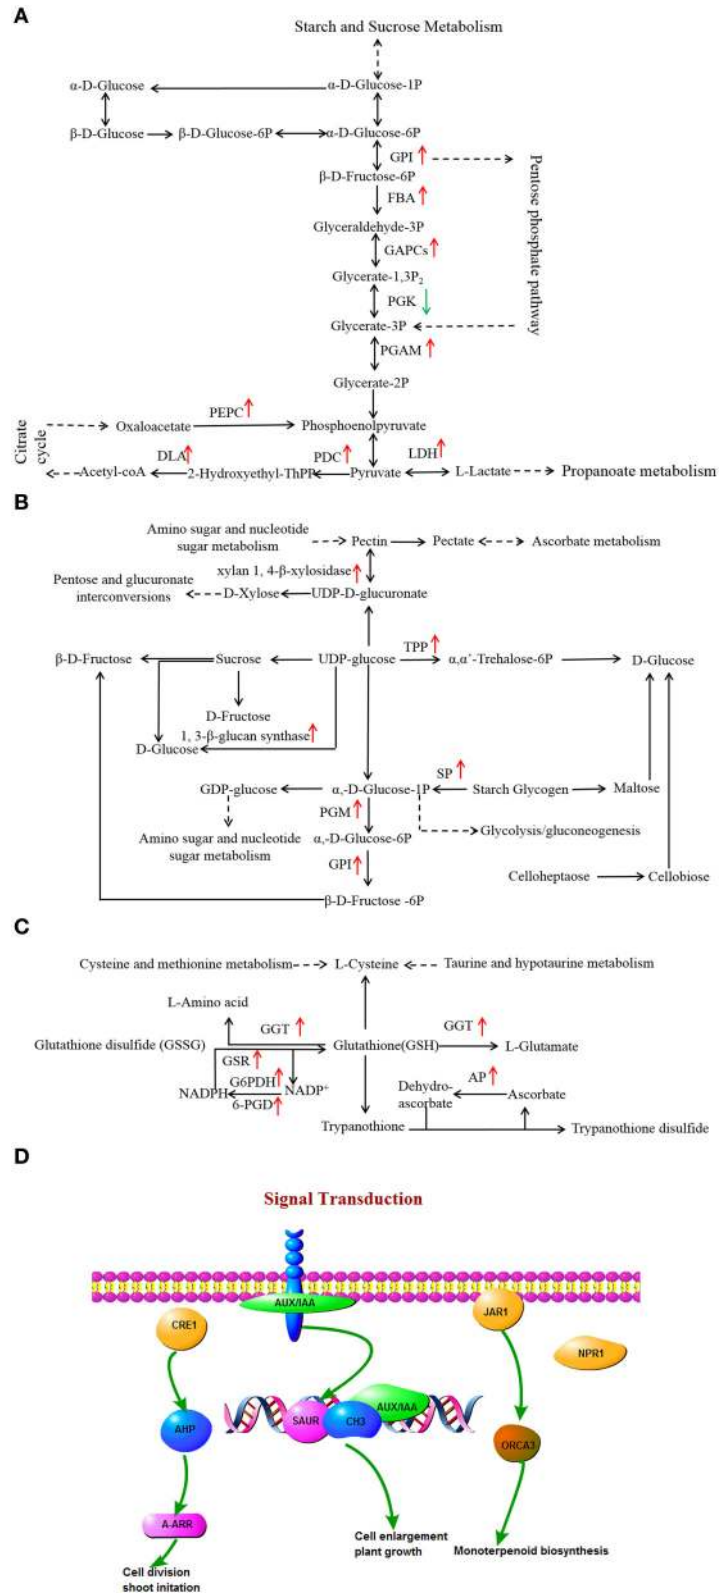 A
Starch and Sucrose Metabolism
α-D-Glucose
α-D-Glucose-1P
β-D-Glucose
β-D-Glucose-6P
α-D-Glucose-6P
GPI
β-D-Fructose-6P
FBA
Pentose phosphate pathway
Glyceraldehyde-3P
GAPCs
Glycerate-1,3P₂
PGK
Glycerate-3P
PGAM
Glycerate-2P
Citrate
cycle
Oxaloacetate
PEPC
Phosphoenolpyruvate
Acetyl-coA
DLA
2-Hydroxyethyl-ThPP
PDC
Pyruvate
LDH
L-Lactate
Propanoate metabolism
B
Amino sugar and nucleotide
sugar metabolism
Pectin
Pectate
Ascorbate metabolism
xylan 1, 4-β-xylosidase
Pentose and glucuronate
interconversions
D-Xylose
UDP-D-glucuronate
TPP
β-D-Fructose
Sucrose
UDP-glucose
α,α'-Trehalose-6P
D-Glucose
D-Fructose
1, 3-β-glucan synthase
D-Glucose
SP
GDP-glucose
α,-D-Glucose-1P
Starch Glycogen
Maltose
PGM
Amino sugar and nucleotide
sugar metabolism
α,-D-Glucose-6P
Glycolysis/gluconeogenesis
GPI
Celloheptaose
Cellobiose
β-D-Fructose -6P
C
Cysteine and methionine metabolism
L-Cysteine
Taurine and hypotaurine metabolism
L-Amino acid
GGT
GGT
Glutathione disulfide (GSSG)
Glutathione(GSH)
L-Glutamate
GSR
G6PDH
NADPH
NADP⁺
6-PGD
AP
Dehydro-
ascorbate
Ascorbate
Trypanothione
Trypanothione disulfide
D
Signal Transduction
AUX/IAA
CRE1
JAR1
NPR1
AHP
SAUR
CH3
AUX/IAA
ORCA3
A-ARR
Cell enlargement
plant growth
Monoterpenoid biosynthesis
Cell division
shoot initation